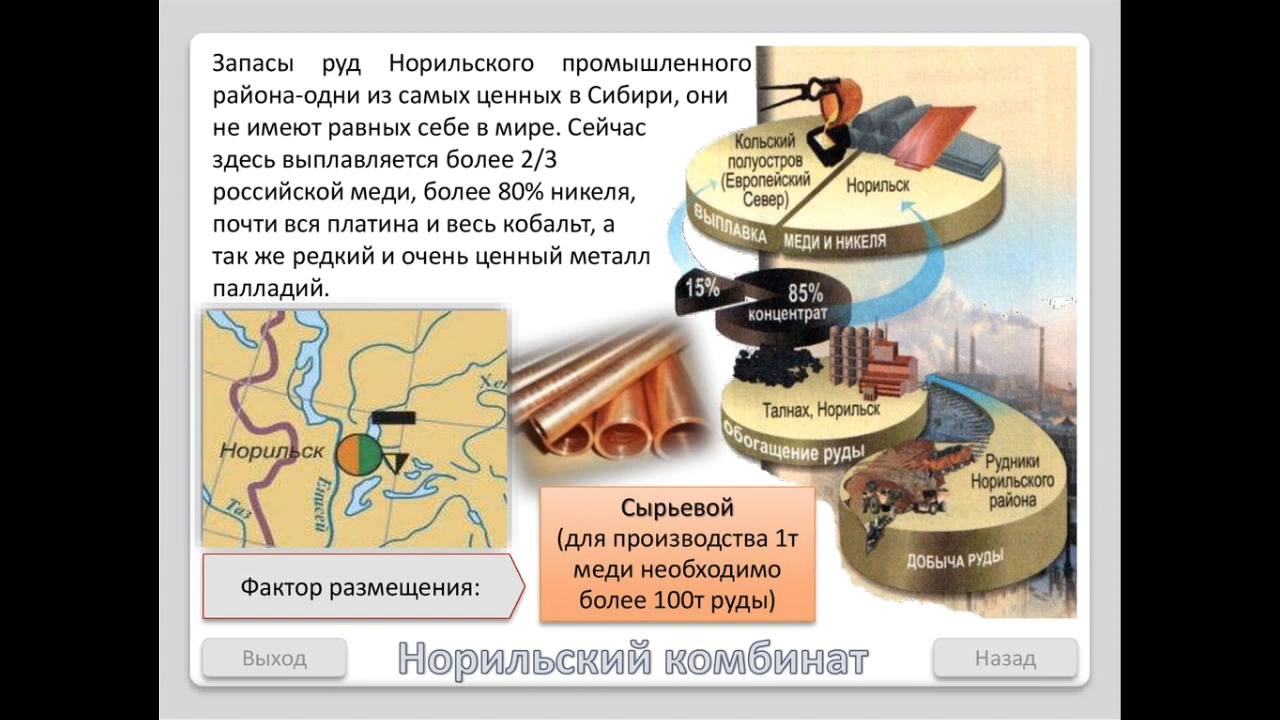 Запасы руд Норильского промышленного
района-одни из самых ценных в Сибири, они
не имеют равных себе в мире. Сейчас
здесь выплавляется более 2/3
российской меди, более 80% никеля,
почти вся платина и весь кобальт, а
так же редкий и очень ценный металл
палладий.
Кольский
полуостров
(Европейский
Север)
Норильск
ВЫПЛАВКА МЕДИ И НИКЕЛЯ
15%
85%
концентрат
Талнах, Норильск
Обогащение руды
Рудники
Норильского
района
ДОБЫЧА РУДЫ
Норильск
Енисей
Таз
Фактор размещения:
Сырьевой
(для производства 1т
меди необходимо
более 100т руды)
Выход
Норильский комбинат
Назад